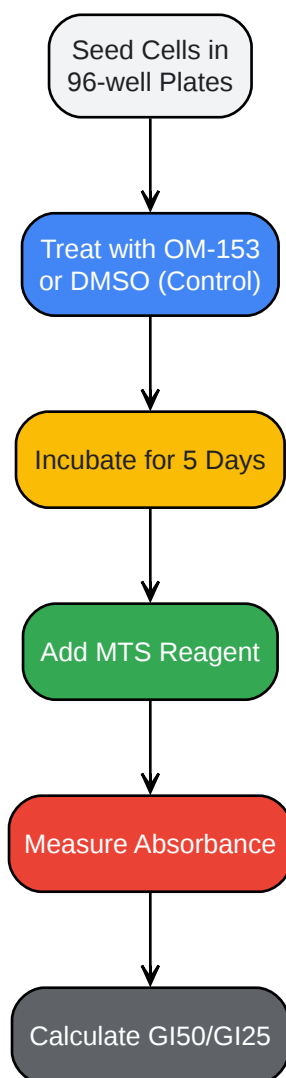 Seed Cells in
96-well Plates
Treat with OM-153
or DMSO (Control)
Incubate for 5 Days
Add MTS Reagent
Measure Absorbance
Calculate GI50/GI25